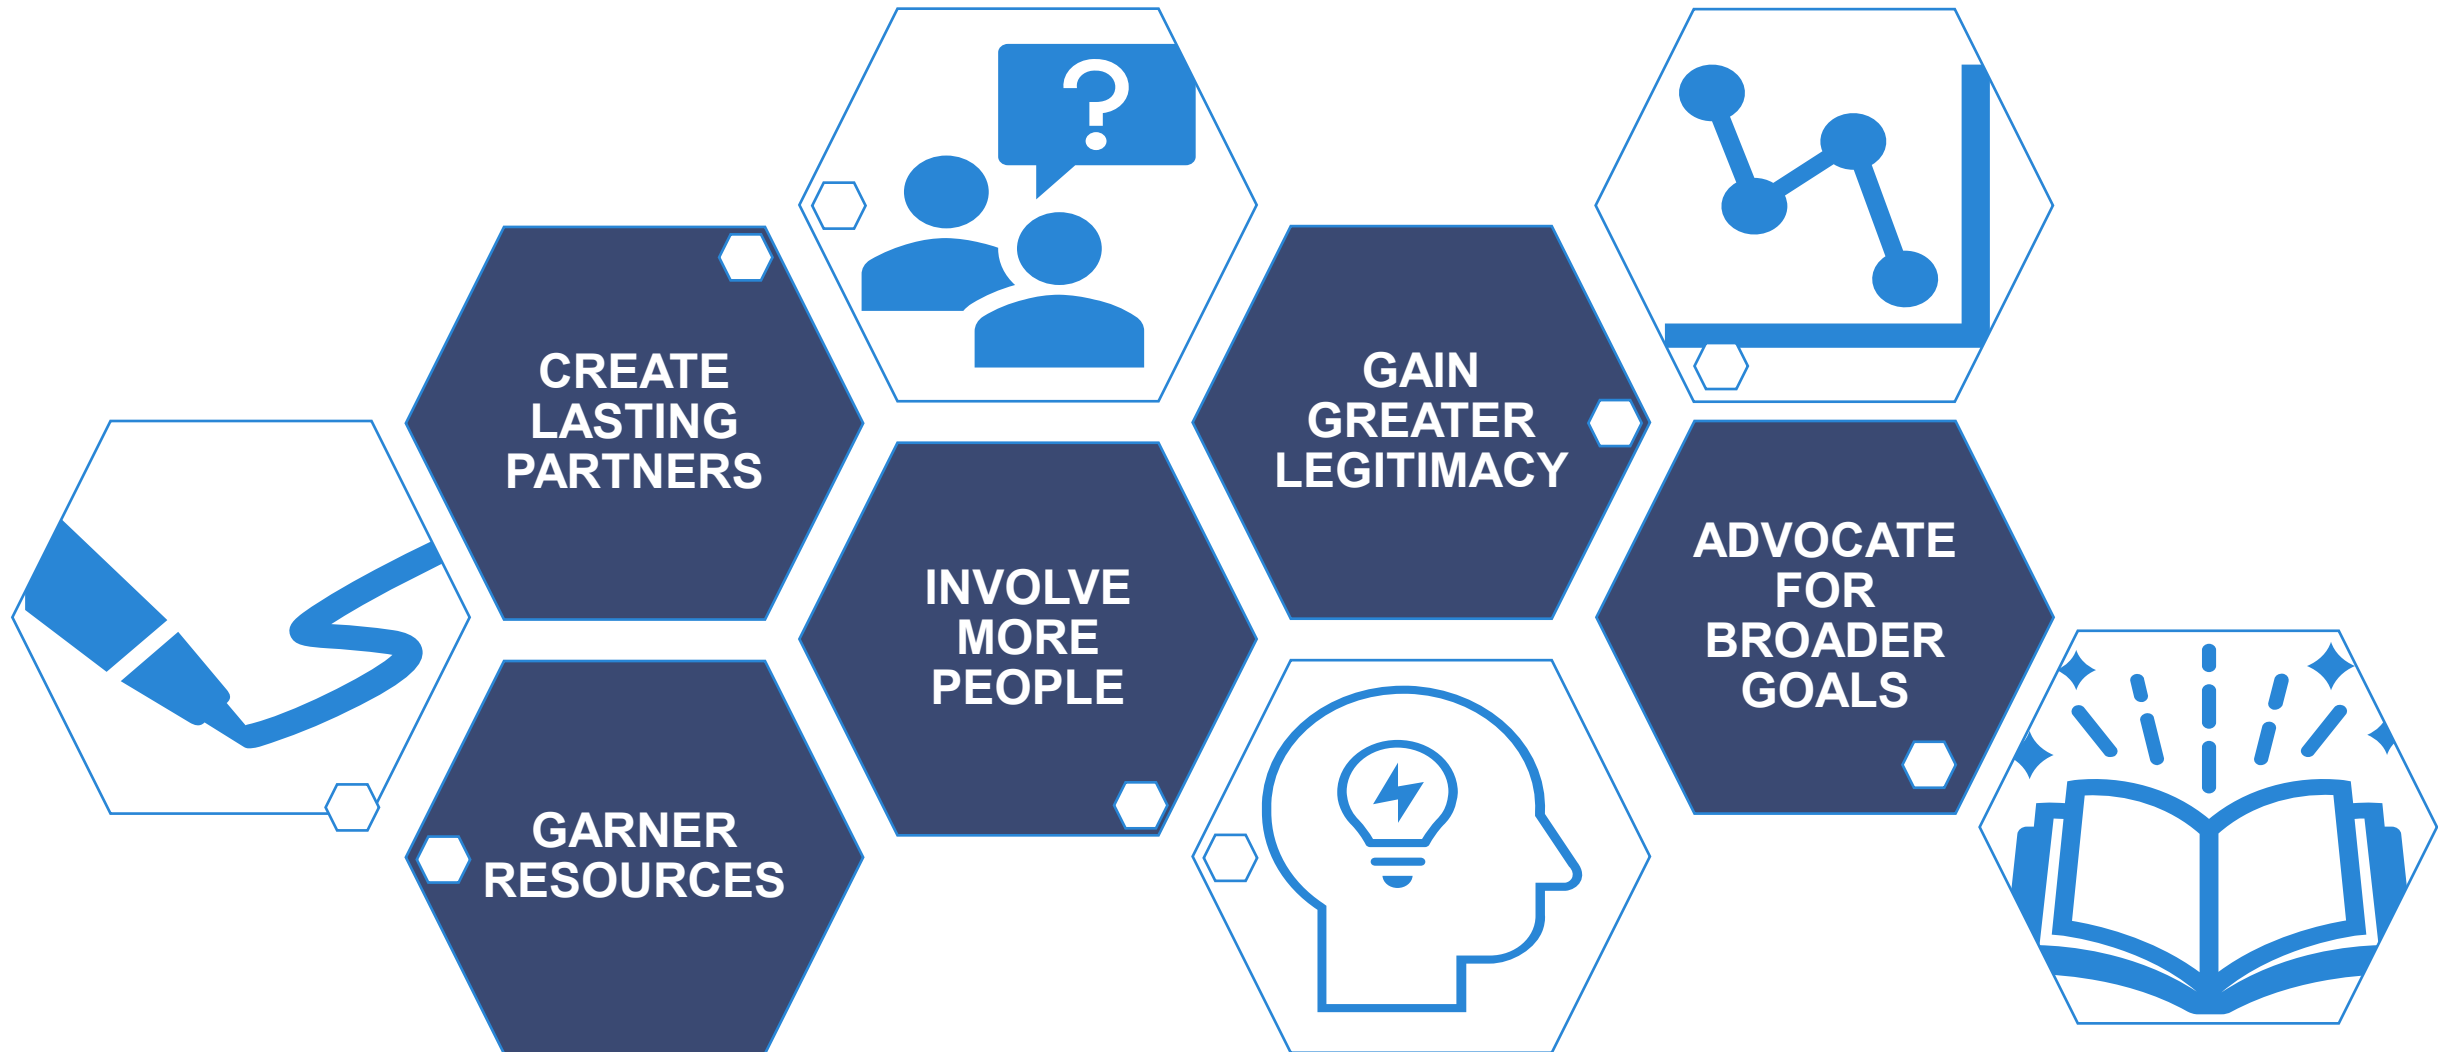 CREATE
LASTING
PARTNERS
GARNER
RESOURCES
?
INVOLVE
MORE
PEOPLE
GAIN
GREATER
LEGITIMACY
ADVOCATE
FOR
BROADER
GOALS